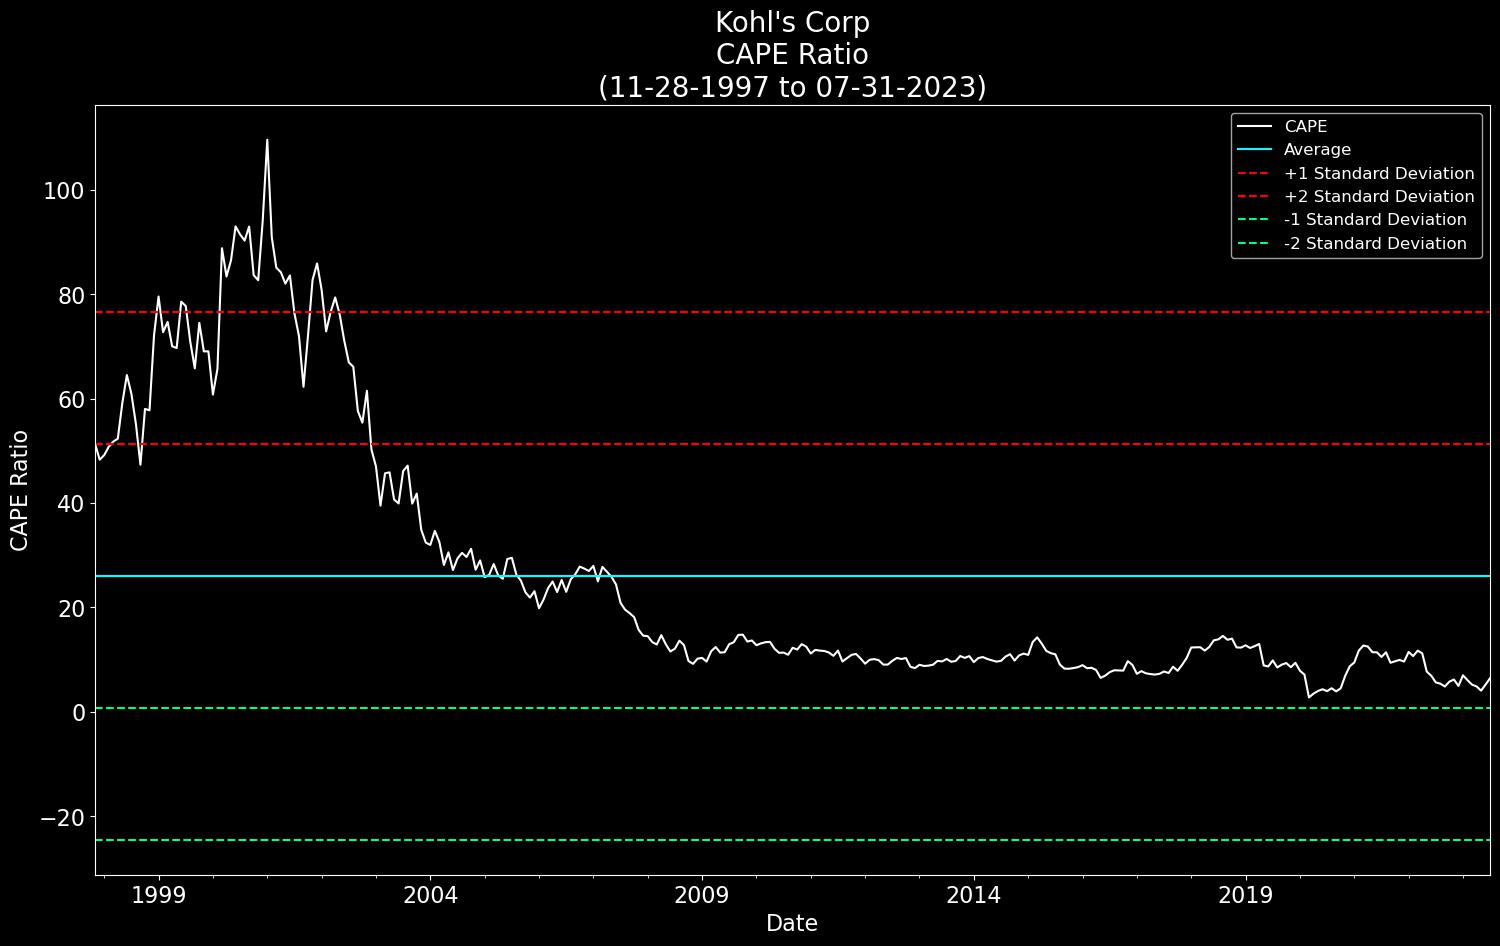 Kohl's Corp
CAPE Ratio
(11-28-1997 to 07-31-2023)
CAPE
Average
+1 Standard Deviation
+2 Standard Deviation
-1 Standard Deviation
-2 Standard Deviation
CAPE Ratio
100
80
60
40
20
0
−20
1999
2004
2009
2014
2019
Date